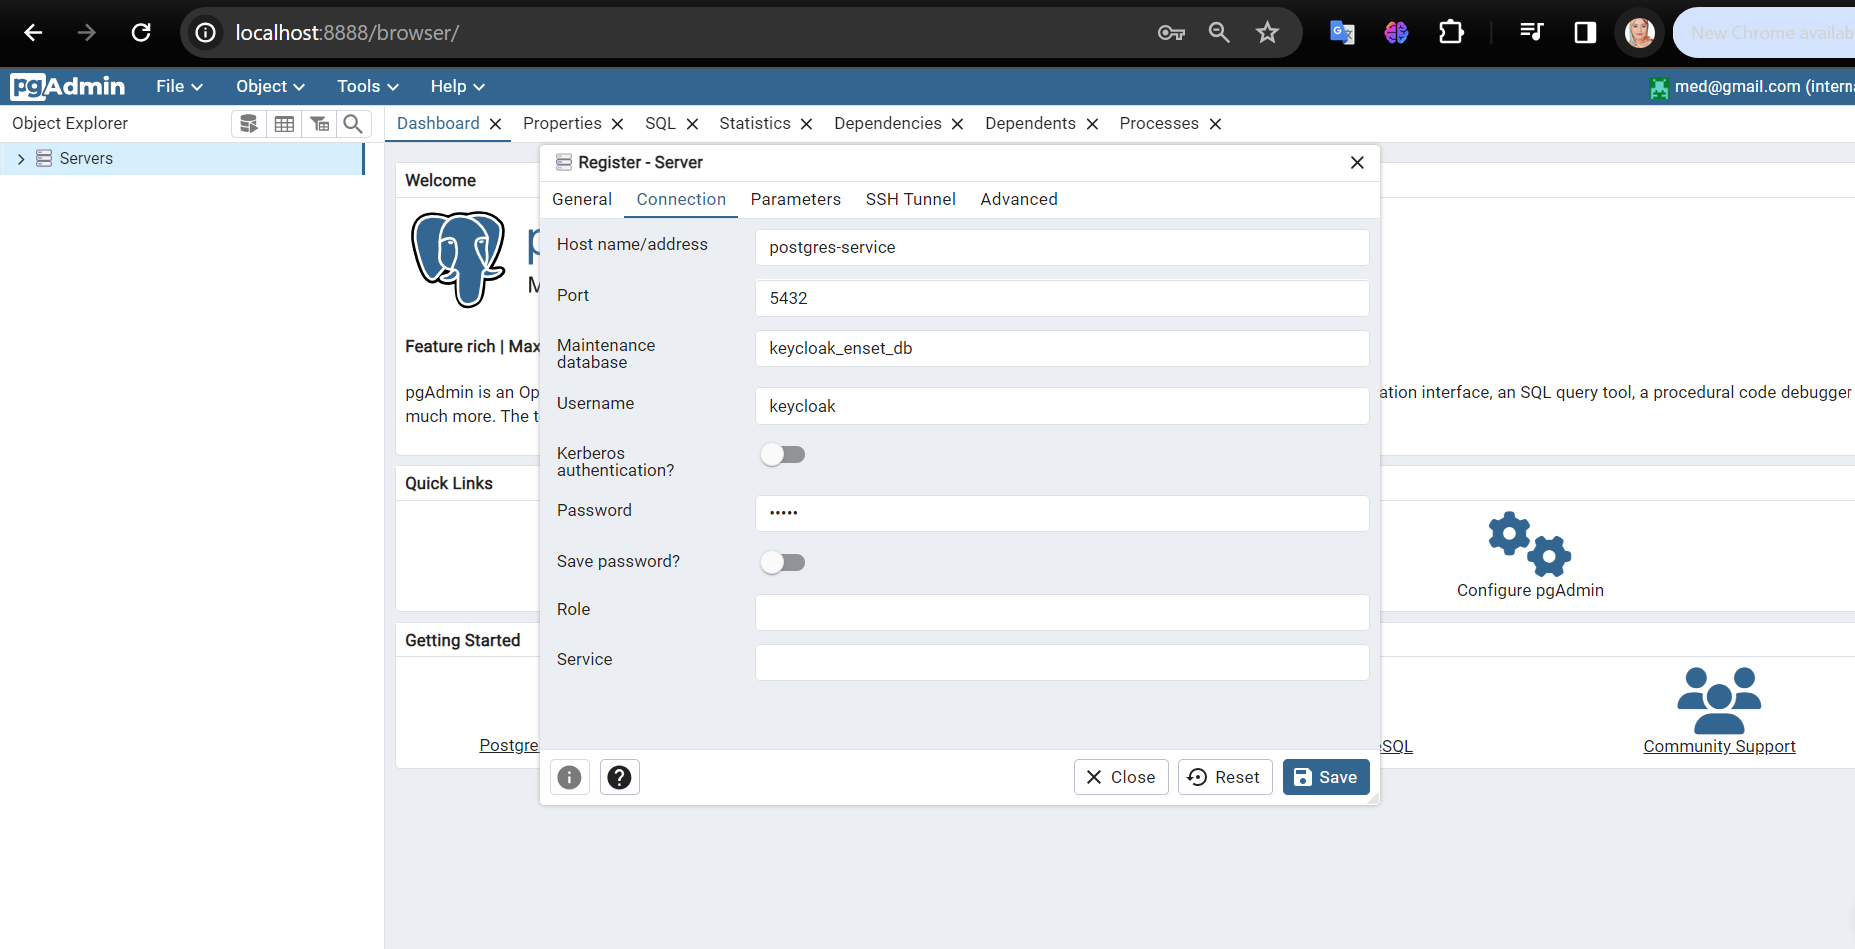 localhost:8888/browser/
New Chrome availab
pgAdmin
File
Object
Tools
Help
med@gmail.com (interna
Object Explorer
Dashboard
Properties
SQL
Statistics
Dependencies
Dependents
Processes
Servers
Register - Server
General
Connection
Parameters
SSH Tunnel
Advanced
Host name/address
postgres-service
Port
5432
Maintenance
database
keycloak_enset_db
Username
keycloak
Kerberos
authentication?
Password
•••••
Save password?
Role
Service
Close
Reset
Save
Welcome
p
M
Feature rich | Max
pgAdmin is an Op
ation interface, an SQL query tool, a procedural code debugger
much more. The t
Quick Links
Configure pgAdmin
Getting Started
Postgre
SQL
Community Support